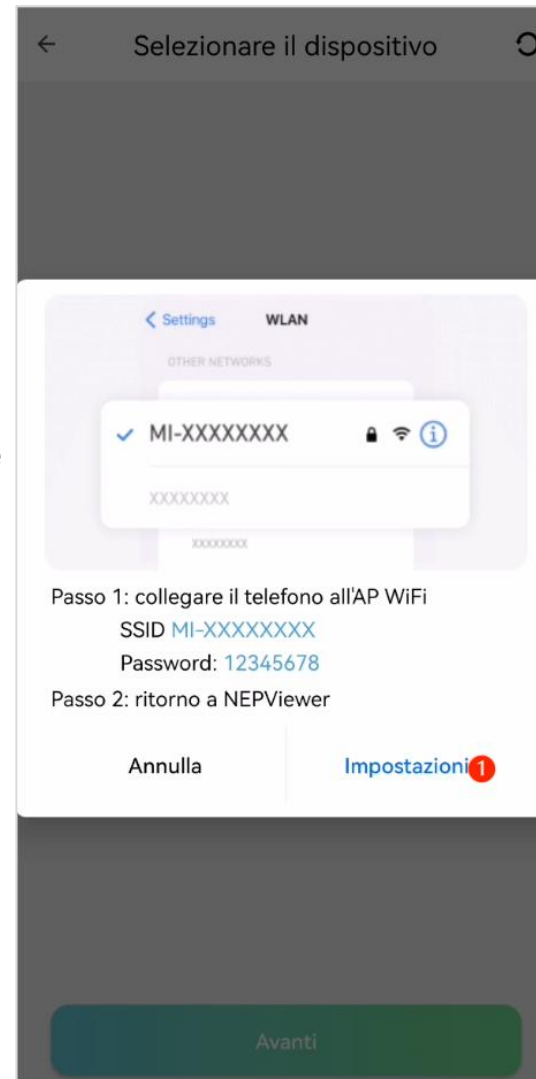 Selezionare il dispositivo
Settings WLAN
OTHER NETWORKS
MI-XXXXXXXX
XXXXXXXX
XXXXXXXX
Passo 1: collegare il telefono all'AP WiFi
SSID MI-XXXXXXXX
Password: 12345678
Passo 2: ritorno a NEPViewer
Annulla Impostazioni 1
Avanti